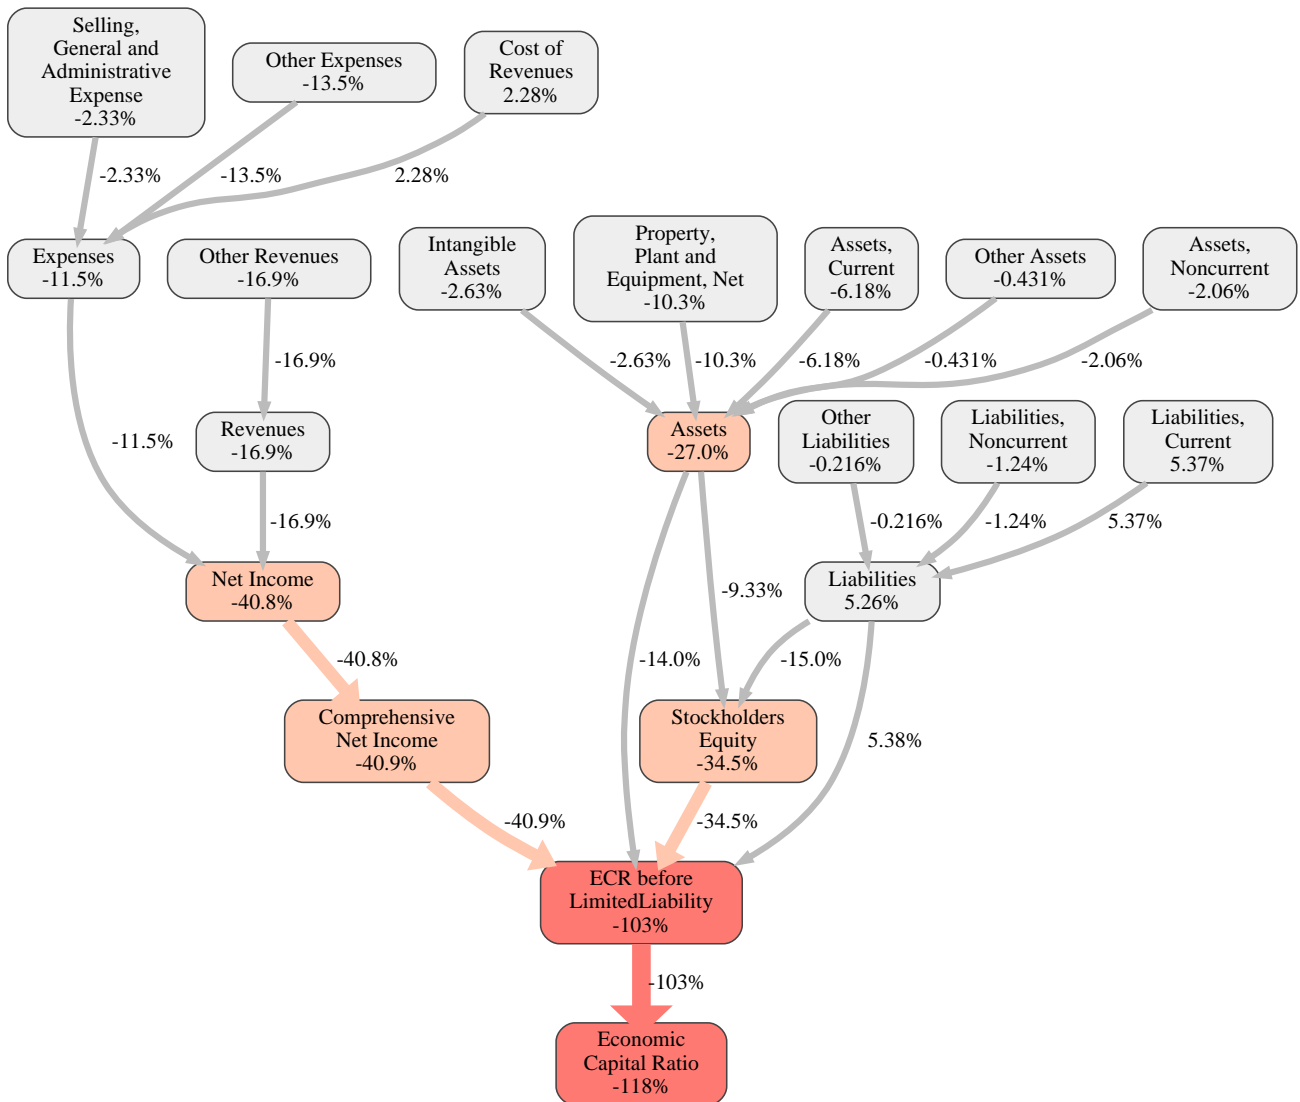 Selling,
General and
Administrative
Expense
-2.33%
Other Expenses
-13.5%
Cost of
Revenues
2.28%
-2.33%
-13.5%
2.28%
Expenses
-11.5%
Other Revenues
-16.9%
Intangible
Assets
-2.63%
Property,
Plant and
Equipment, Net
-10.3%
Assets,
Current
-6.18%
Other Assets
-0.431%
Assets,
Noncurrent
-2.06%
-16.9%
-2.63%
-10.3%
-6.18%
-0.431%
-2.06%
-11.5%
Revenues
-16.9%
Assets
-27.0%
Other
Liabilities
-0.216%
Liabilities,
Noncurrent
-1.24%
Liabilities,
Current
5.37%
-16.9%
-0.216%
-1.24%
5.37%
Net Income
-40.8%
-9.33%
Liabilities
5.26%
-40.8%
-14.0%
-15.0%
Comprehensive
Net Income
-40.9%
Stockholders
Equity
-34.5%
5.38%
-40.9%
-34.5%
ECR before
LimitedLiability
-103%
-103%
Economic
Capital Ratio
-118%